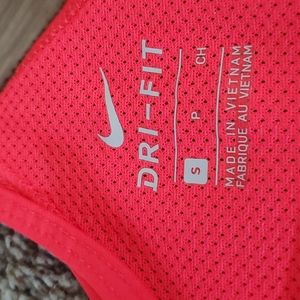 DRI-FIT
S P CH
MADE IN VIETNAM
FABRIQUÉ AU VIETNAM